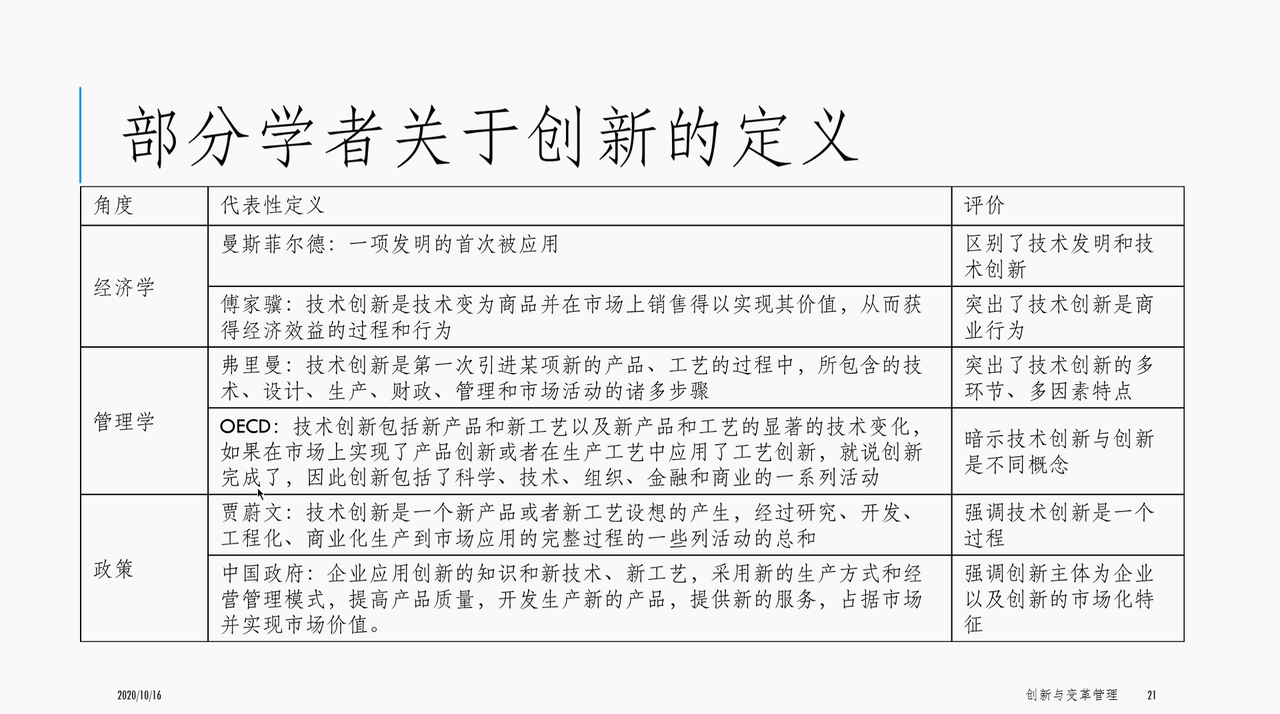 部分学者关于创新的定义
角度
代表性定义
评价
经济学
曼斯菲尔德：一项发明的首次被应用
区别了技术发明和技
术创新
傅家骥：技术创新是技术变为商品并在市场上销售得以实现其价值，从而获
得经济效益的过程和行为
突出了技术创新是商
业行为
管理学
弗里曼：技术创新是第一次引进某项新的产品、工艺的过程中，所包含的技
术、设计、生产、财政、管理和市场活动的诸多步骤
突出了技术创新的多
环节、多因素特点
OECD：技术创新包括新产品和新工艺以及新产品和工艺的显著的技术变化，
如果在市场上实现了产品创新或者在生产工艺中应用了工艺创新，就说创新
完成了，因此创新包括了科学、技术、组织、金融和商业的一系列活动
暗示技术创新与创新
是不同概念
政策
贾蔚文：技术创新是一个新产品或者新工艺设想的产生，经过研究、开发、
工程化、商业化生产到市场应用的完整过程的一些列活动的总和
强调技术创新是一个
过程
中国政府：企业应用创新的知识和新技术、新工艺，采用新的生产方式和经
营管理模式，提高产品质量，开发生产新的产品，提供新的服务，占据市场
并实现市场价值。
强调创新主体为企业
以及创新的市场化特
征
2020/10/16
创新与变革管理
21